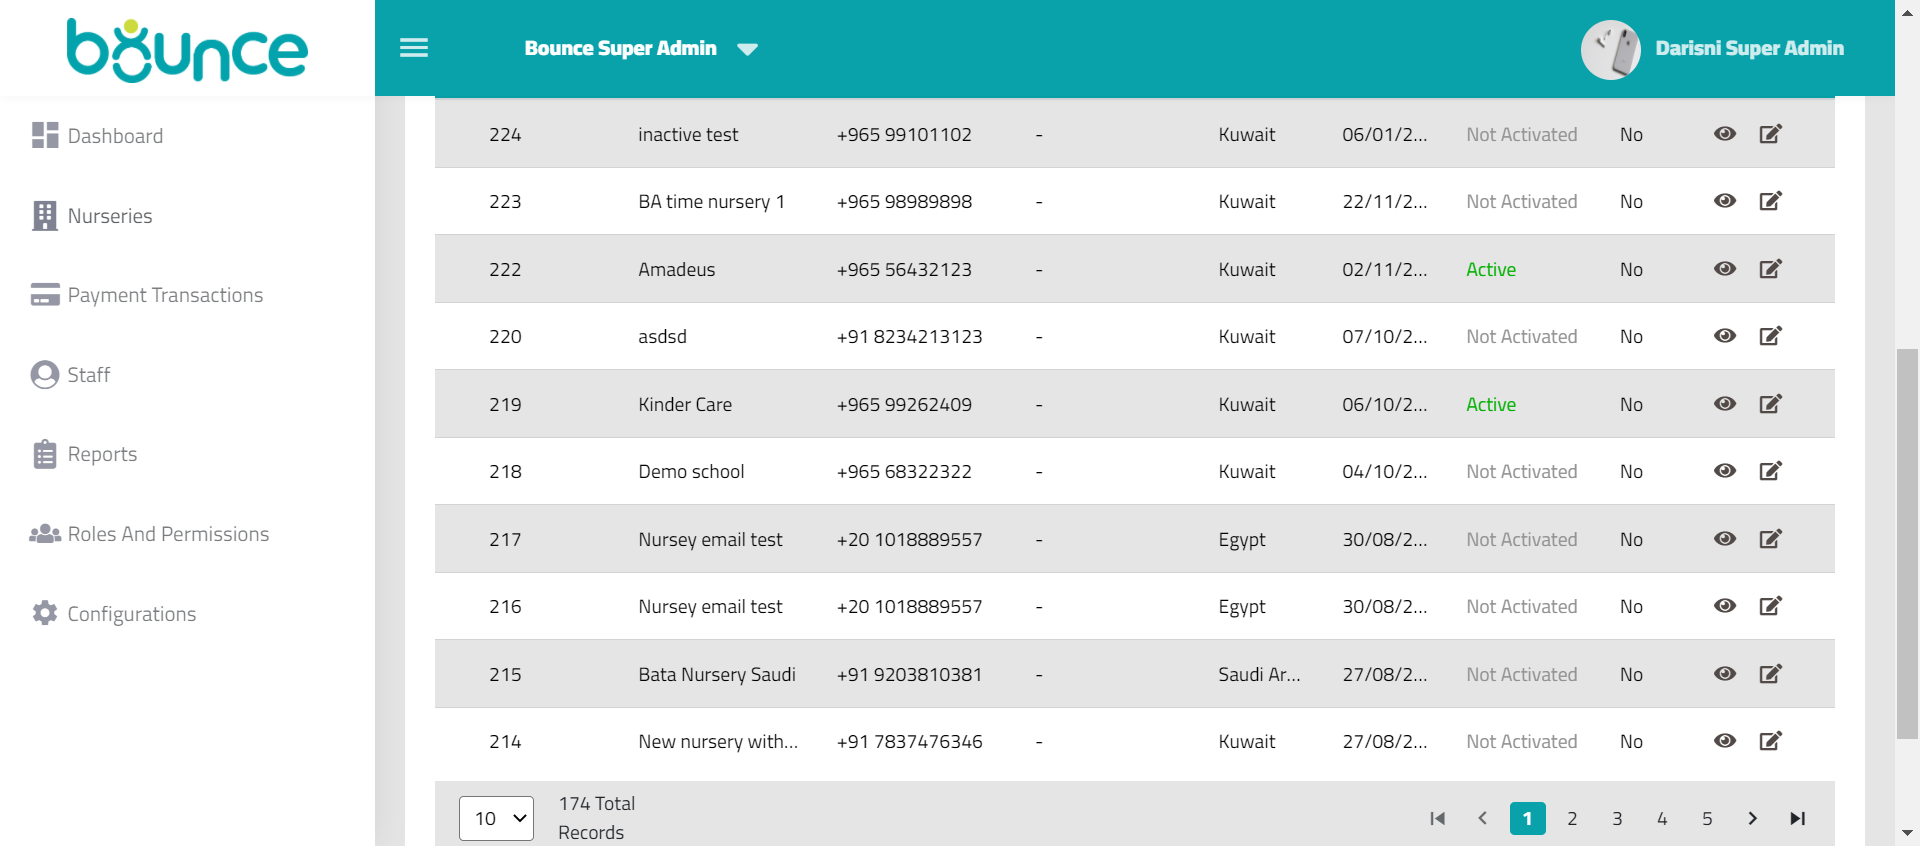 bounce
Bounce Super Admin
Darisni Super Admin
Dashboard
Nurseries
Payment Transactions
Staff
Reports
Roles And Permissions
Configurations
224 inactive test +965 99101102 - Kuwait 06/01/2... Not Activated No
223 BA time nursery 1 +965 98989898 - Kuwait 22/11/2... Not Activated No
222 Amadeus +965 56432123 - Kuwait 02/11/2... Active No
220 asdsd +91 8234213123 - Kuwait 07/10/2... Not Activated No
219 Kinder Care +965 99262409 - Kuwait 06/10/2... Active No
218 Demo school +965 68322322 - Kuwait 04/10/2... Not Activated No
217 Nursey email test +20 1018889557 - Egypt 30/08/2... Not Activated No
216 Nursey email test +20 1018889557 - Egypt 30/08/2... Not Activated No
215 Bata Nursery Saudi +91 9203810381 - Saudi Ar... 27/08/2... Not Activated No
214 New nursery with... +91 7837476346 - Kuwait 27/08/2... Not Activated No
10
174 Total
Records
1 2 3 4 5